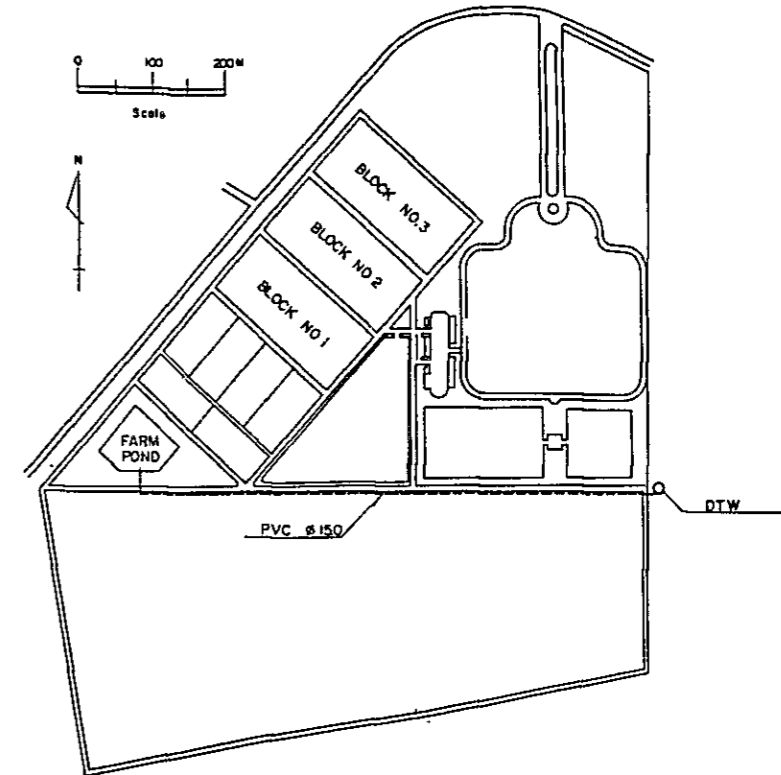 0 100 200M
Scale
N
BLOCK NO.3
BLOCK NO 2
BLOCK NO 1
FARM
POND
PVC ø150
DTW